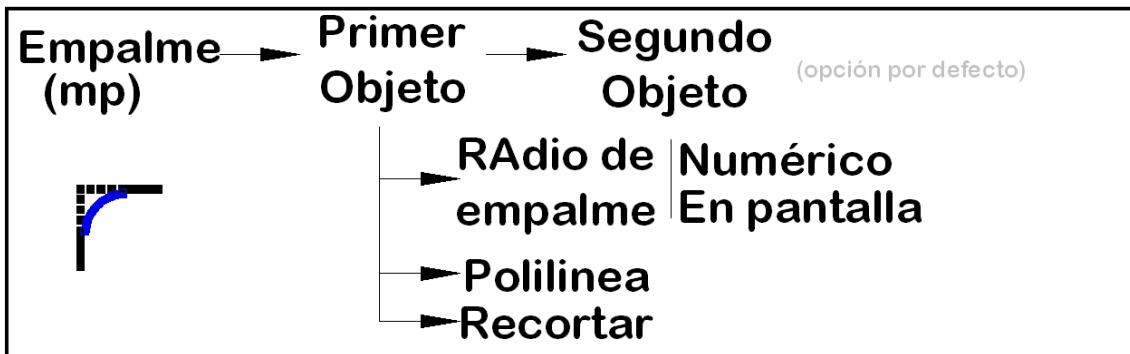 Empalme
(mp)
Primer
Objeto
Segundo
Objeto
(opción por defecto)
RAdio de
empalme
Numérico
En pantalla
Polilinea
Recortar